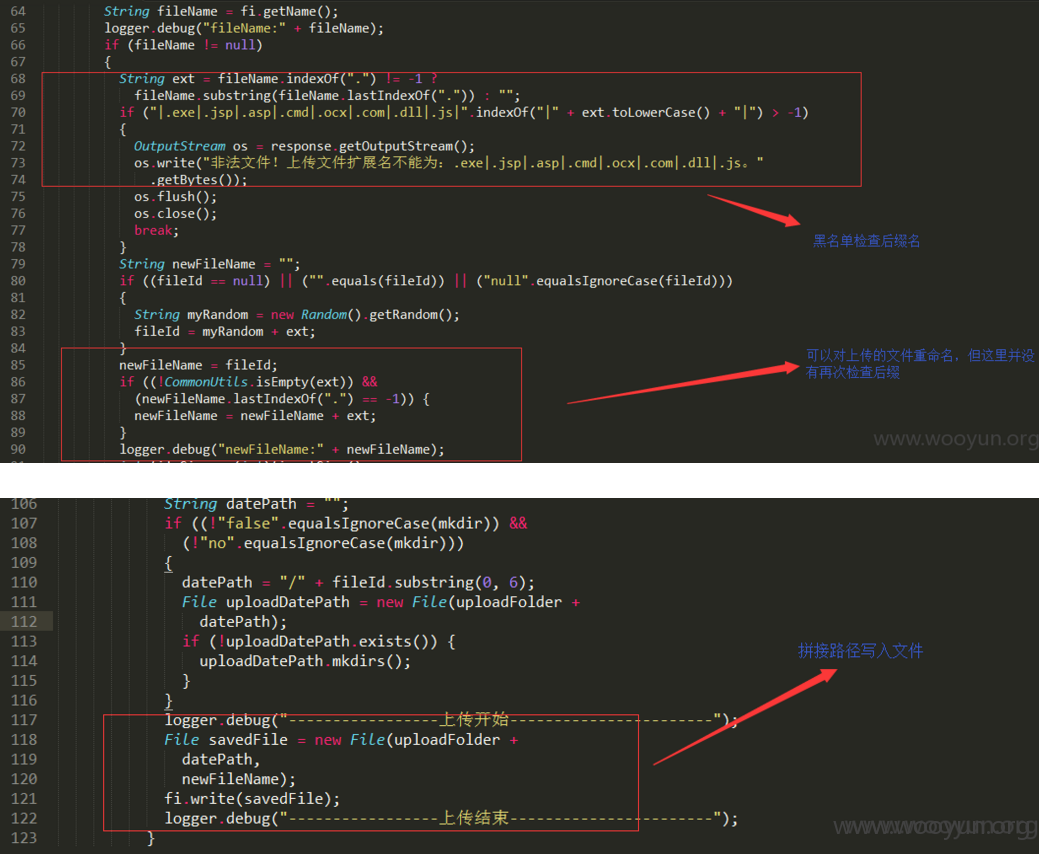 64 String fileName = fi.getName();
65 logger.debug("fileName:" + fileName);
66 if (fileName != null)
67 {
68 String ext = fileName.indexOf(".") != -1 ?
69 fileName.substring(fileName.lastIndexOf(".")) : "";
70 if ("|.exe|.jsp|.asp|.cmd|.ocx|.com|.dll|.js|".indexOf("|" + ext.toLowerCase() + "|") > -1)
71 {
72 OutputStream os = response.getOutputStream();
73 os.write("非法文件！上传文件扩展名不能为：.exe|.jsp|.asp|.cmd|.ocx|.com|.dll|.js。"
74 .getBytes());
75 os.flush();
76 os.close();
77 break;
黑名单检查后缀名
78 }
79 String newFileName = "";
80 if ((fileId == null) || ("".equals(fileId)) || ("null".equalsIgnoreCase(fileId)))
81 {
82 String myRandom = new Random().getRandom();
83 fileId = myRandom + ext;
84 }
85 newFileName = fileId;
86 if ((!CommonUtils.isEmpty(ext)) &&
87 (newFileName.lastIndexOf(".") == -1)) {
88 newFileName = newFileName + ext;
89 }
90 logger.debug("newFileName:" + newFileName);
可以对上传的文件重命名，但这里并没
有再次检查后缀
www.wooyun.org
106 String datePath = "";
107 if ((!"false".equalsIgnoreCase(mkdir)) &&
108 (!"no".equalsIgnoreCase(mkdir)))
109 {
110 datePath = "/" + fileId.substring(0, 6);
111 File uploadDatePath = new File(uploadFolder +
112 datePath);
113 if (!uploadDatePath.exists()) {
114 uploadDatePath.mkdirs();
115 }
116 }
拼接路径写入文件
117 logger.debug("-----------------上传开始-----------------------");
118 File savedFile = new File(uploadFolder +
119 datePath,
120 newFileName);
121 fi.write(savedFile);
122 logger.debug("-----------------上传结束-----------------------");
123 }